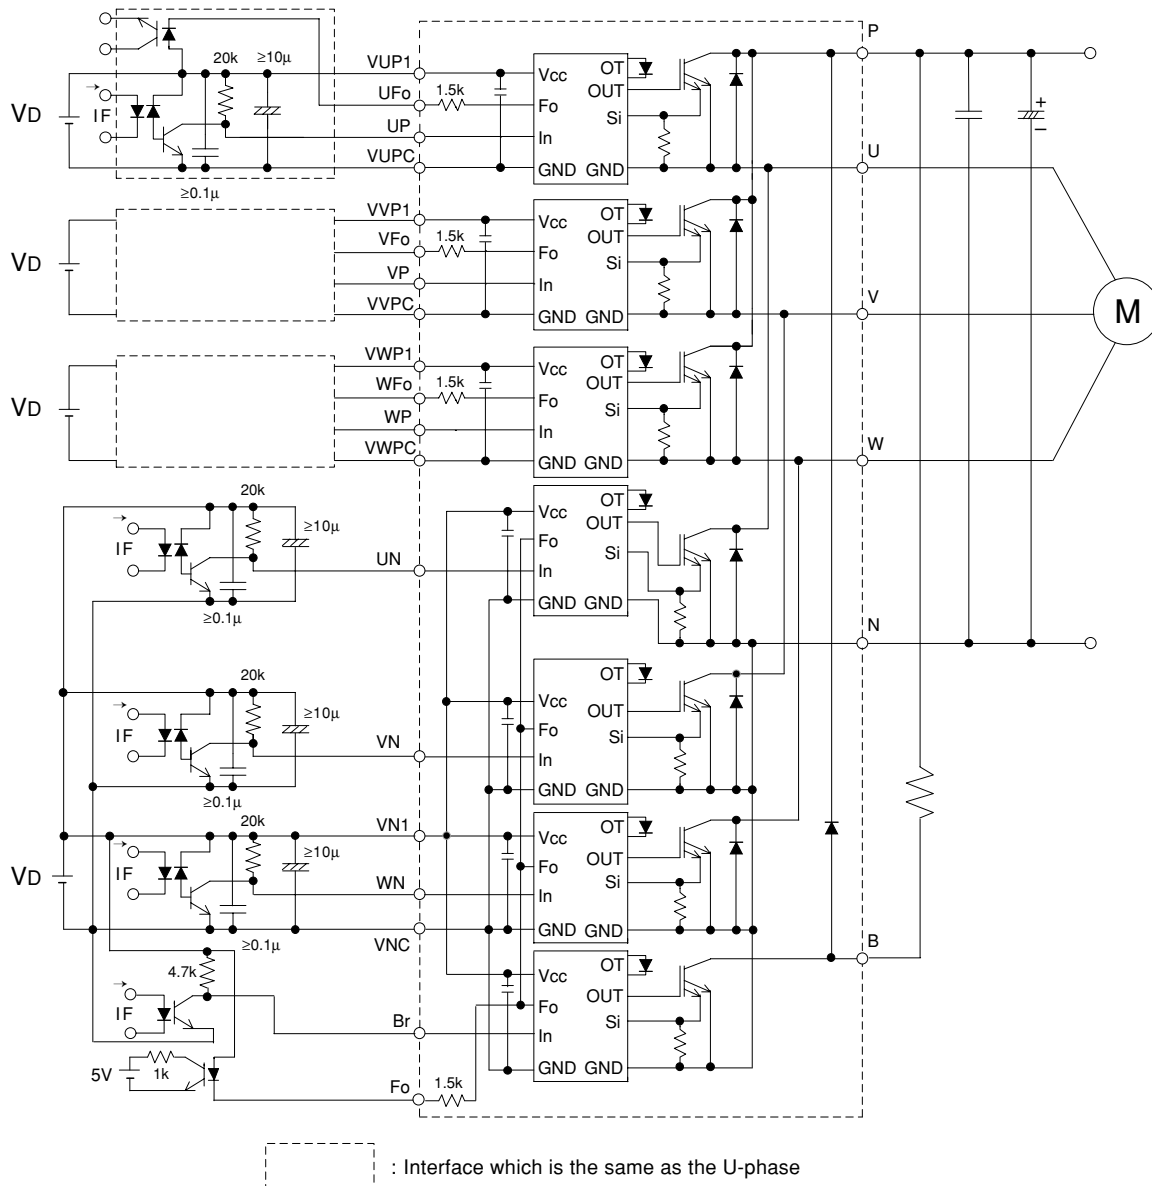 P
20k
≥10µ
VUP1
Vcc
OT
UFo
1.5k
OUT
VD
IF
Fo
Si
UP
In
+
–
VUPC
GND GND
U
≥0.1µ
VVP1
Vcc
OT
VFo
1.5k
OUT
VD
Fo
Si
VP
In
VVPC
GND GND
V
M
VWP1
Vcc
OT
WFo
1.5k
OUT
VD
Fo
Si
WP
In
VWPC
GND GND
W
20k
≥10µ
IF
Vcc
OT
OUT
Fo
Si
UN
In
≥0.1µ
GND GND
N
20k
≥10µ
IF
Vcc
OT
OUT
Fo
Si
VN
In
≥0.1µ
GND GND
20k
VN1
≥10µ
IF
Vcc
OT
OUT
VD
Fo
Si
WN
In
≥0.1µ
VNC
GND GND
B
4.7k
IF
Vcc
OT
OUT
Fo
Si
Br
In
5V
1k
GND GND
Fo
1.5k
: Interface which is the same as the U-phase